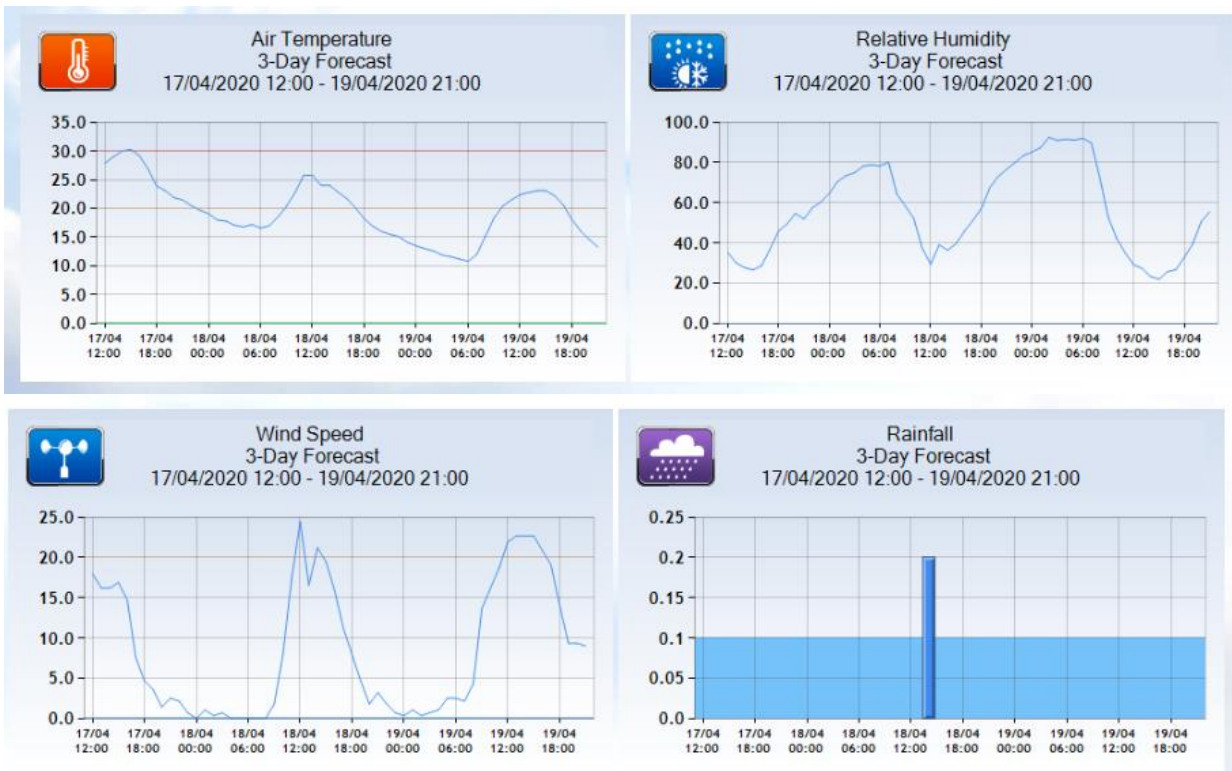 Air Temperature
3-Day Forecast
17/04/2020 12:00 - 19/04/2020 21:00
35.0
30.0
25.0
20.0
15.0
10.0
5.0
0.0
17/04 17/04 18/04 18/04 18/04 18/04 19/04 19/04 19/04 19/04
12:00 18:00 00:00 06:00 12:00 18:00 00:00 06:00 12:00 18:00
Relative Humidity
3-Day Forecast
17/04/2020 12:00 - 19/04/2020 21:00
100.0
80.0
60.0
40.0
20.0
0.0
17/04 17/04 18/04 18/04 18/04 18/04 19/04 19/04 19/04 19/04
12:00 18:00 00:00 06:00 12:00 18:00 00:00 06:00 12:00 18:00
Wind Speed
3-Day Forecast
17/04/2020 12:00 - 19/04/2020 21:00
25.0
20.0
15.0
10.0
5.0
0.0
17/04 17/04 18/04 18/04 18/04 18/04 19/04 19/04 19/04 19/04
12:00 18:00 00:00 06:00 12:00 18:00 00:00 06:00 12:00 18:00
Rainfall
3-Day Forecast
17/04/2020 12:00 - 19/04/2020 21:00
0.25
0.2
0.15
0.1
0.05
0.0
17/04 17/04 18/04 18/04 18/04 18/04 19/04 19/04 19/04 19/04
12:00 18:00 00:00 06:00 12:00 18:00 00:00 06:00 12:00 18:00